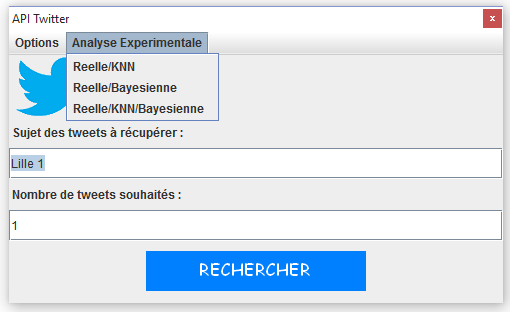 API Twitter x
Options Analyse Experimentale
Reelle/KNN
Reelle/Bayesienne
Reelle/KNN/Bayesienne
Sujet des tweets à récupérer :
Lille 1
Nombre de tweets souhaités :
1
RECHERCHER